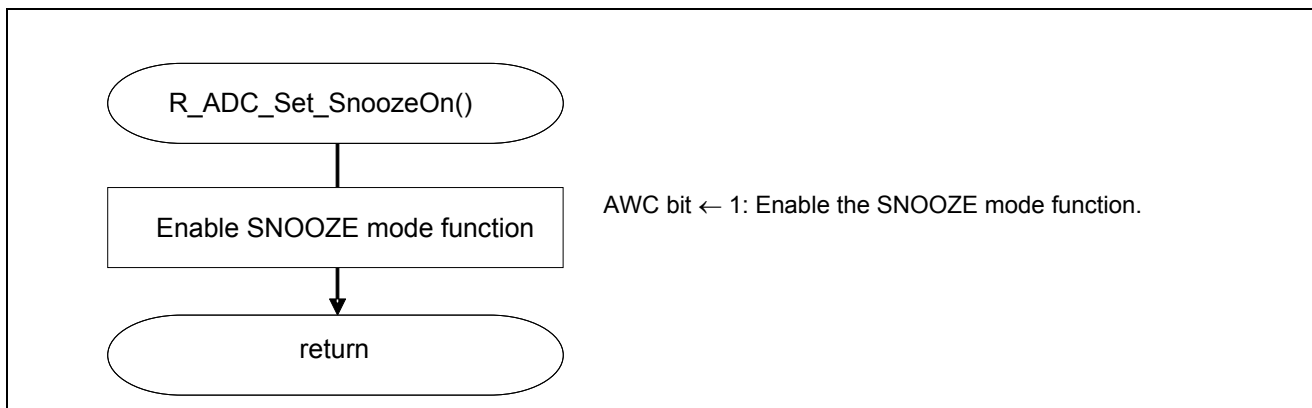 R_ADC_Set_SnoozeOn()
Enable SNOOZE mode function
AWC bit ← 1: Enable the SNOOZE mode function.
return